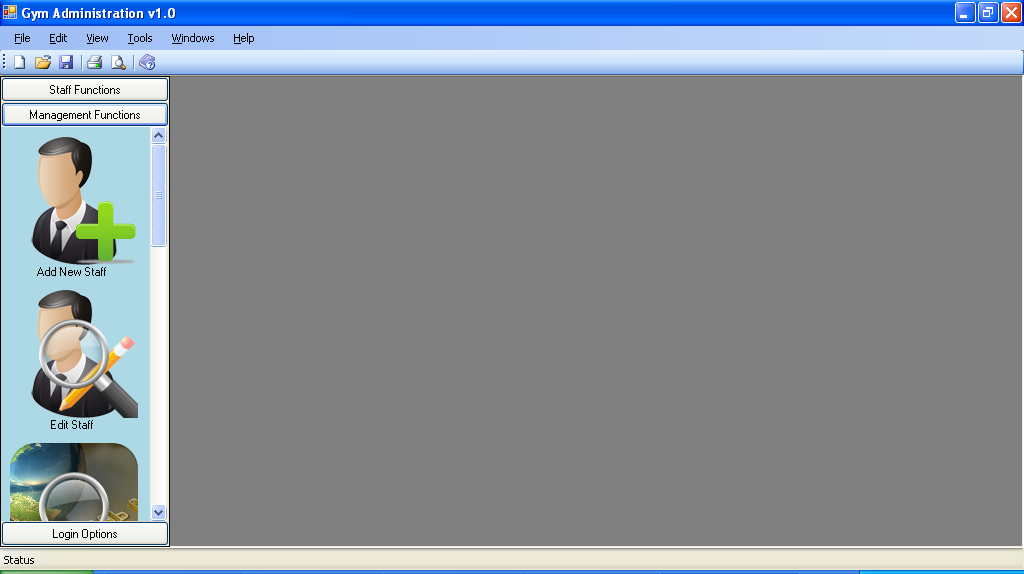 Gym Administration v1.0
File Edit View Tools Windows Help
Staff Functions
Management Functions
Add New Staff
Edit Staff
Login Options
Status